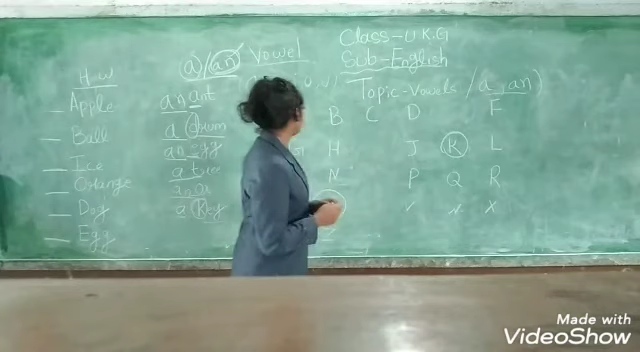 Class-U.K.G
Sub-English
Topic-vowels / a, an)
a)/an Vowel
H.W
Apple
Ball
Ice
Orange
Dog
Egg
an ant
a drum
an egg
a tree
a Key
B C D F
G H J K L
N P Q R
X
Made with
VideoShow